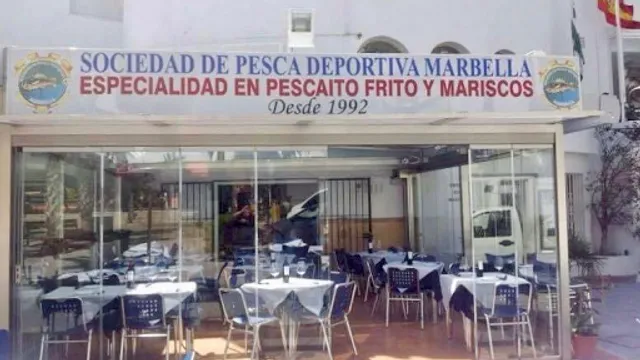 SOCIEDAD DE PESCA DEPORTIVA MARBELLA
ESPECIALIDAD EN PESCAITO FRITO Y MARISCOS
Desde 1992